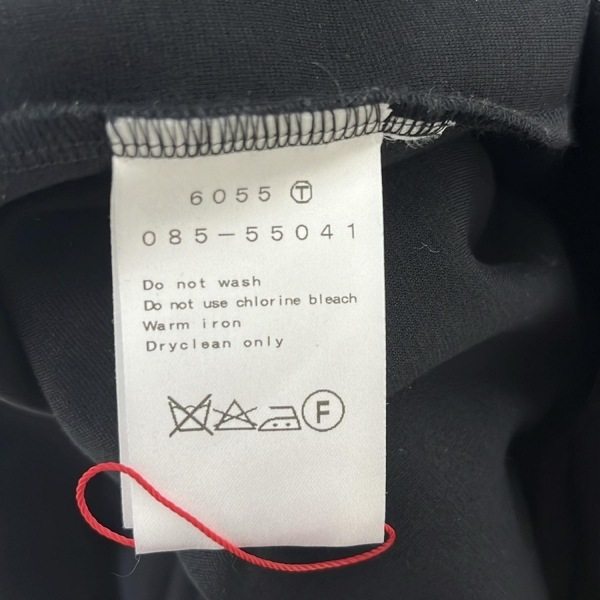 6055 Ⓣ
085-55041
Do not wash
Do not use chlorine bleach
Warm iron
Dryclean only
Ⓕ